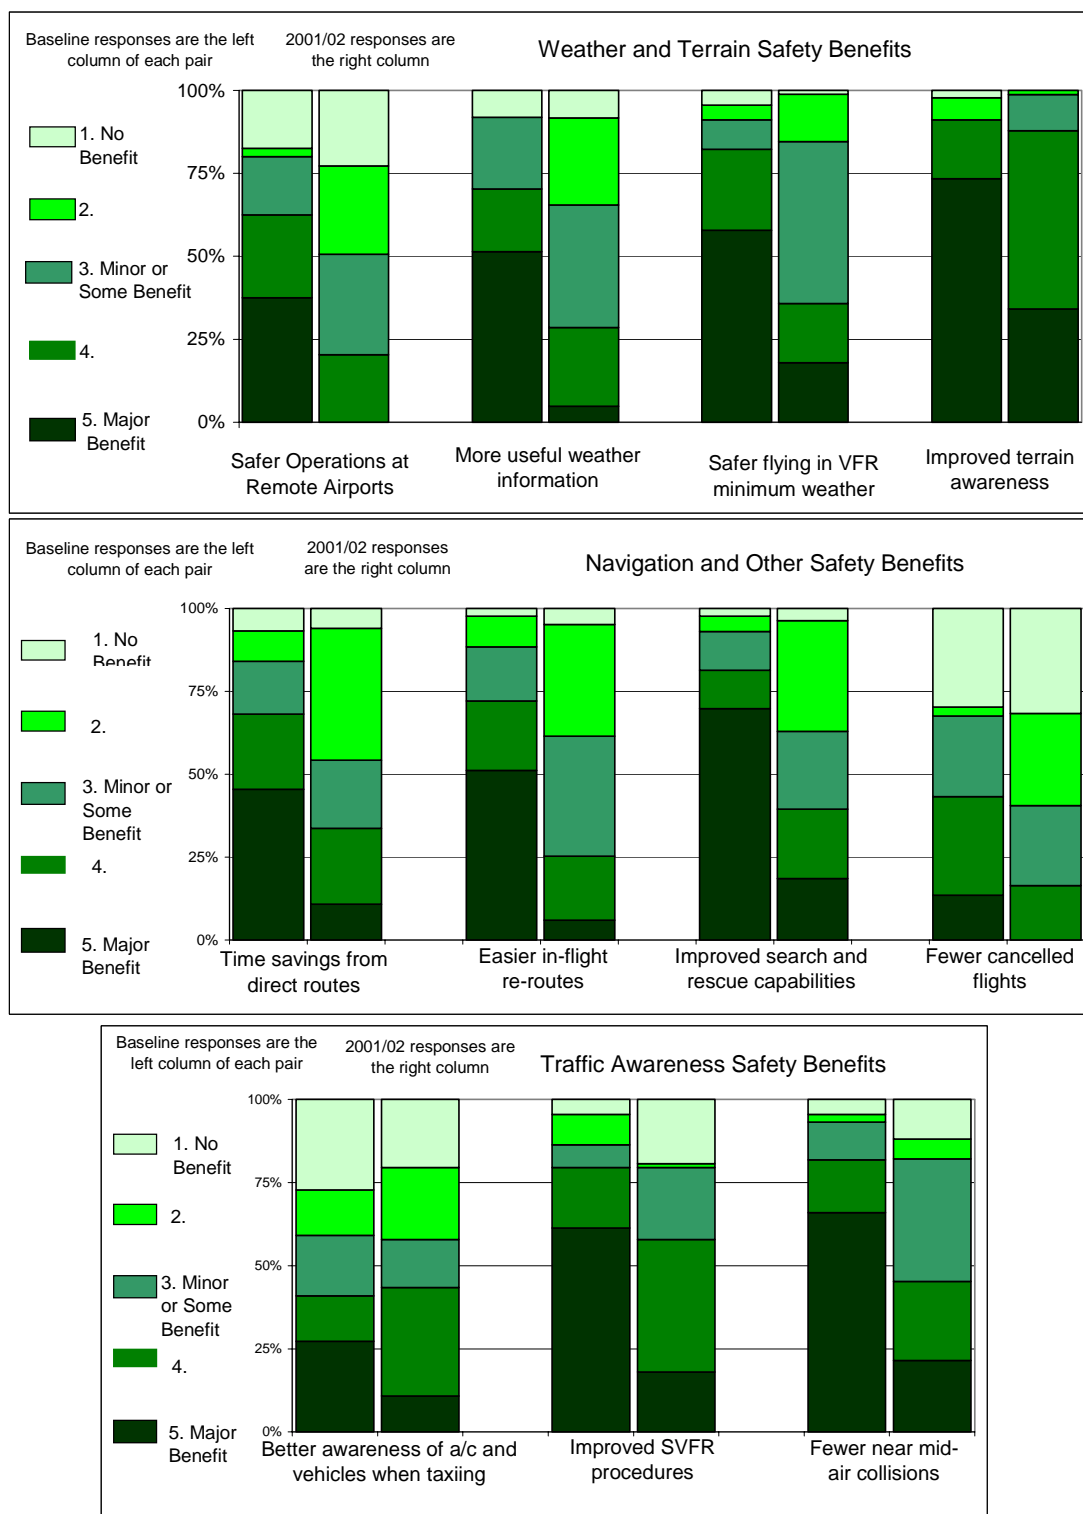 Baseline responses are the left
column of each pair
2001/02 responses are
the right column
Weather and Terrain Safety Benefits
1. No
Benefit
2.
3. Minor or
Some Benefit
4.
5. Major
Benefit
100%
75%
50%
25%
0%
Safer Operations at
Remote Airports
More useful weather
information
Safer flying in VFR
minimum weather
Improved terrain
awareness
Baseline responses are the left
column of each pair
2001/02 responses
are the right column
Navigation and Other Safety Benefits
1. No
Benefit
2.
3. Minor or
Some
Benefit
4.
5. Major
Benefit
100%
75%
50%
25%
0%
Time savings from
direct routes
Easier in-flight
re-routes
Improved search and
rescue capabilities
Fewer cancelled
flights
Baseline responses are the
left column of each pair
2001/02 responses are
the right column
Traffic Awareness Safety Benefits
1. No
Benefit
2.
3. Minor
or Some
Benefit
4.
5. Major
Benefit
100%
75%
50%
25%
0%
Better awareness of a/c and
vehicles when taxiing
Improved SVFR
procedures
Fewer near mid-
air collisions